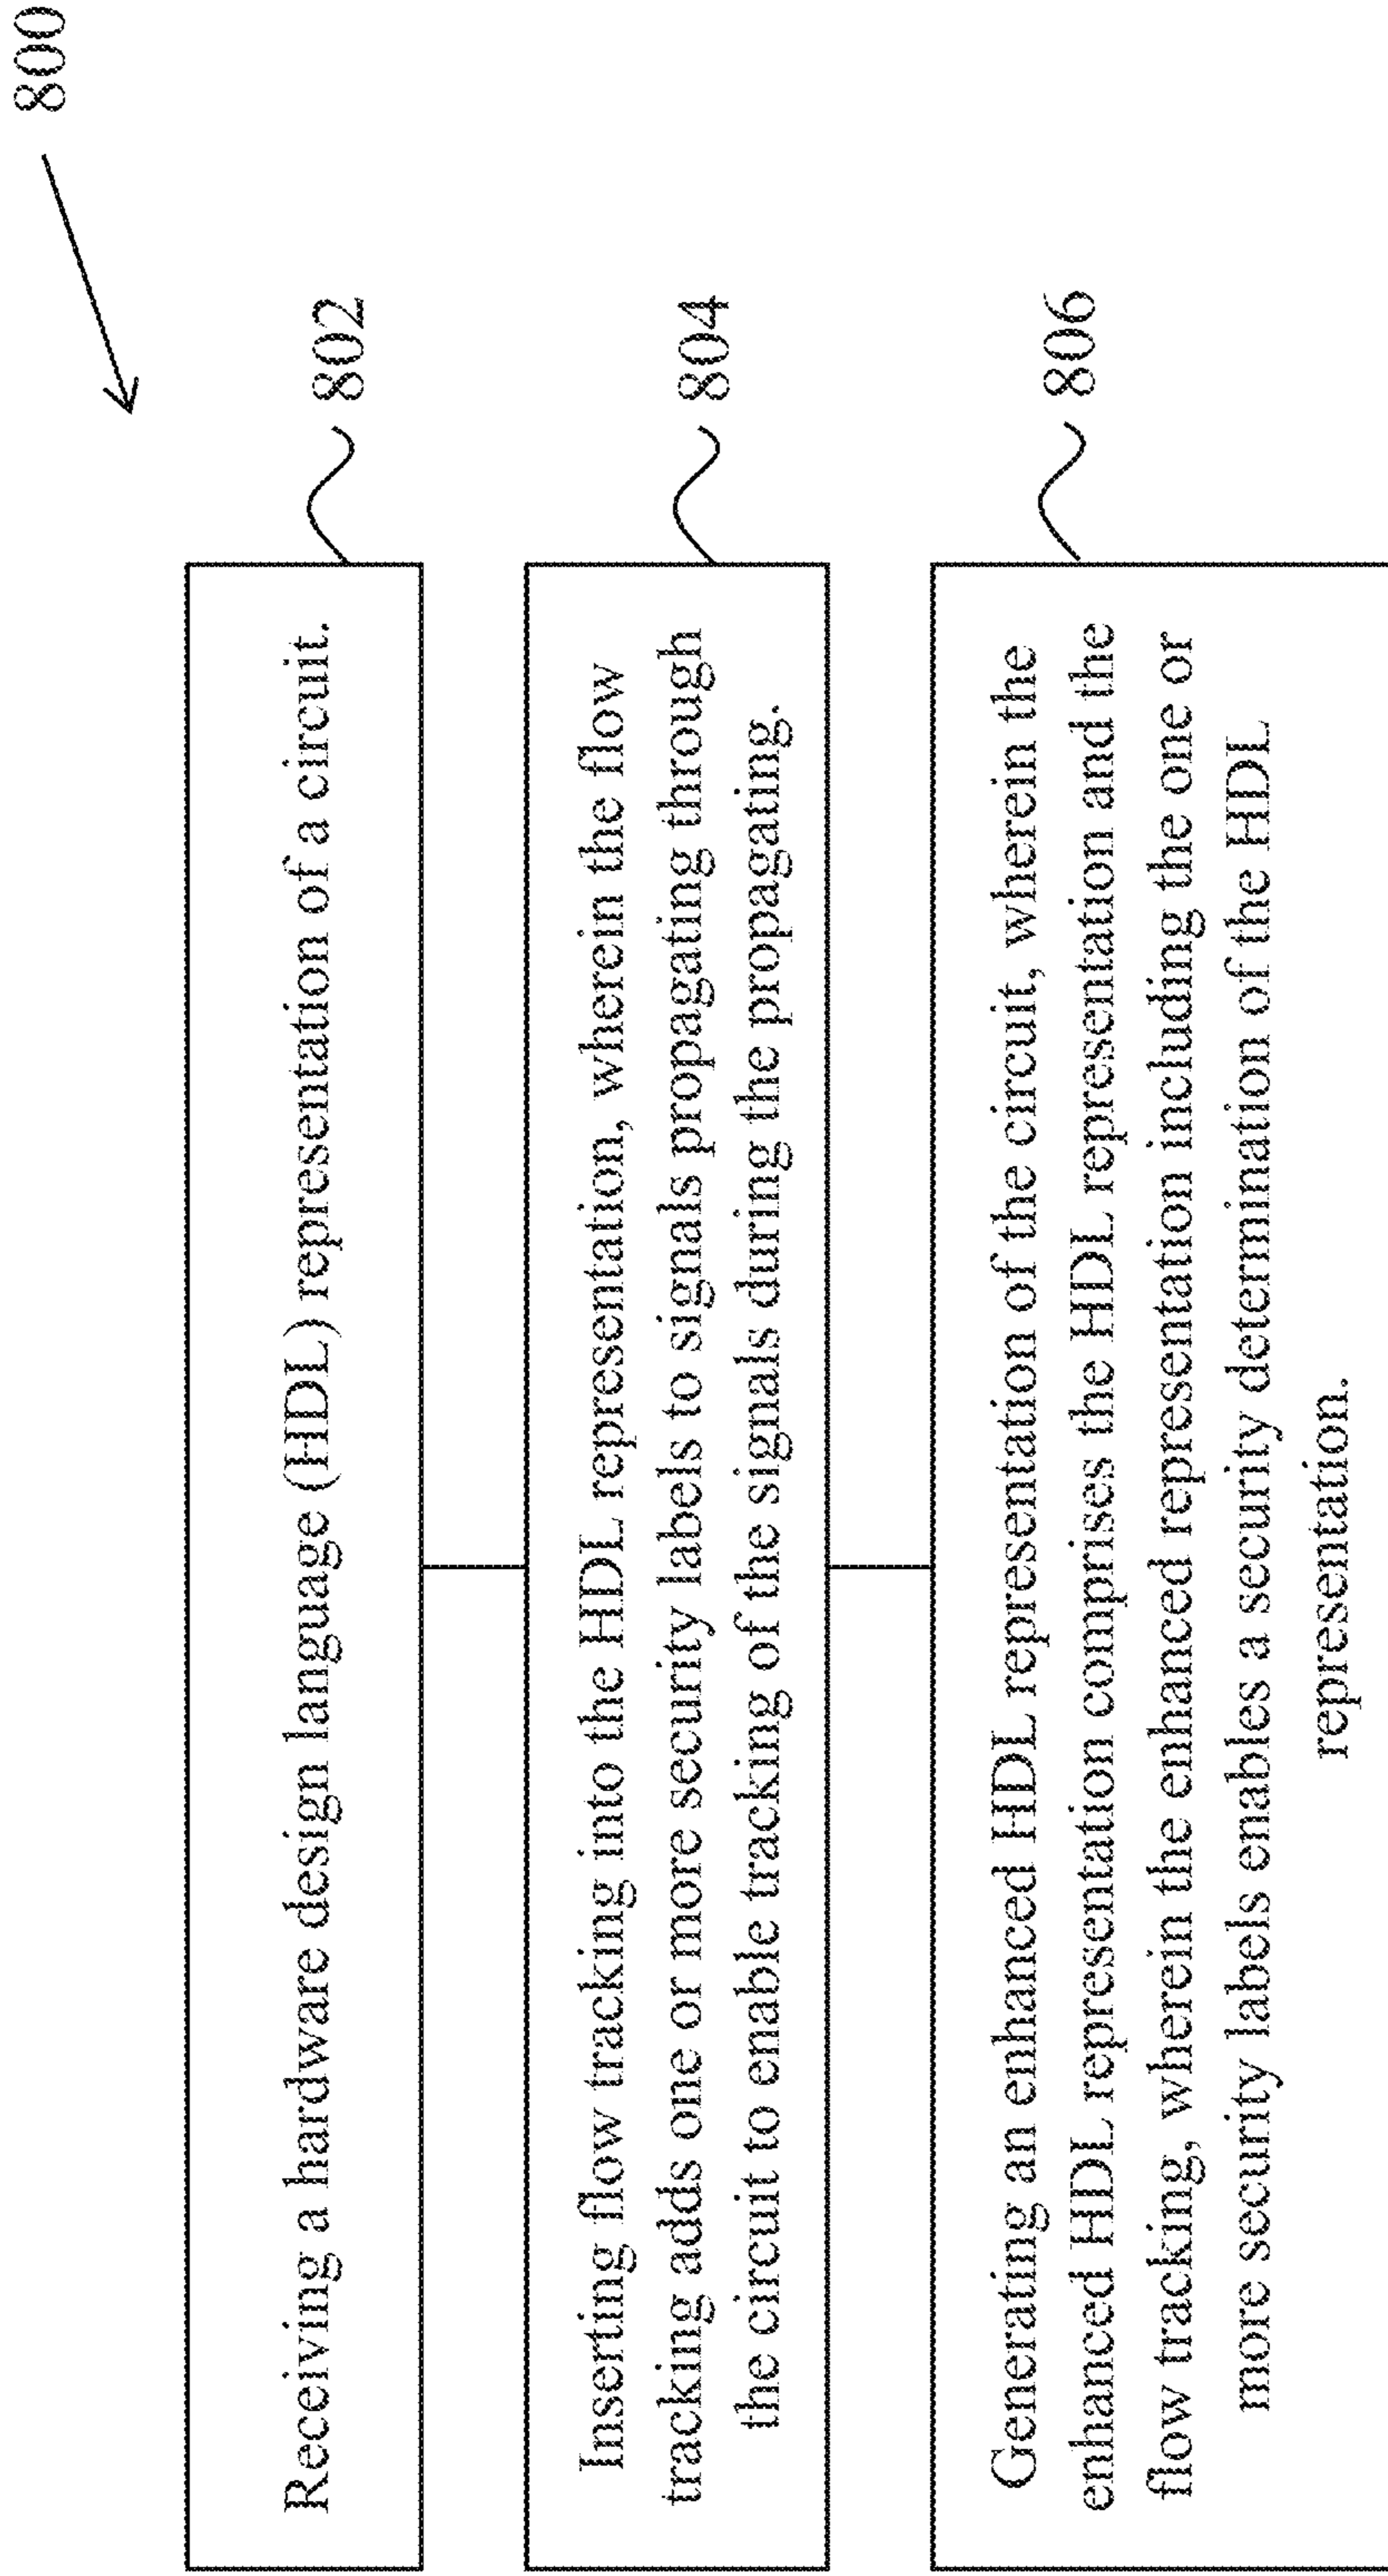 800
Receiving a hardware design language (HDL) representation of a circuit.
802
Inserting flow tracking into the HDL representation, wherein the flow
tracking adds one or more security labels to signals propagating through
the circuit to enable tracking of the signals during the propagating.
804
Generating an enhanced HDL representation of the circuit, wherein the
enhanced HDL representation comprises the HDL representation and the
flow tracking, wherein the enhanced representation including the one or
more security labels enables a security determination of the HDL
representation.
806